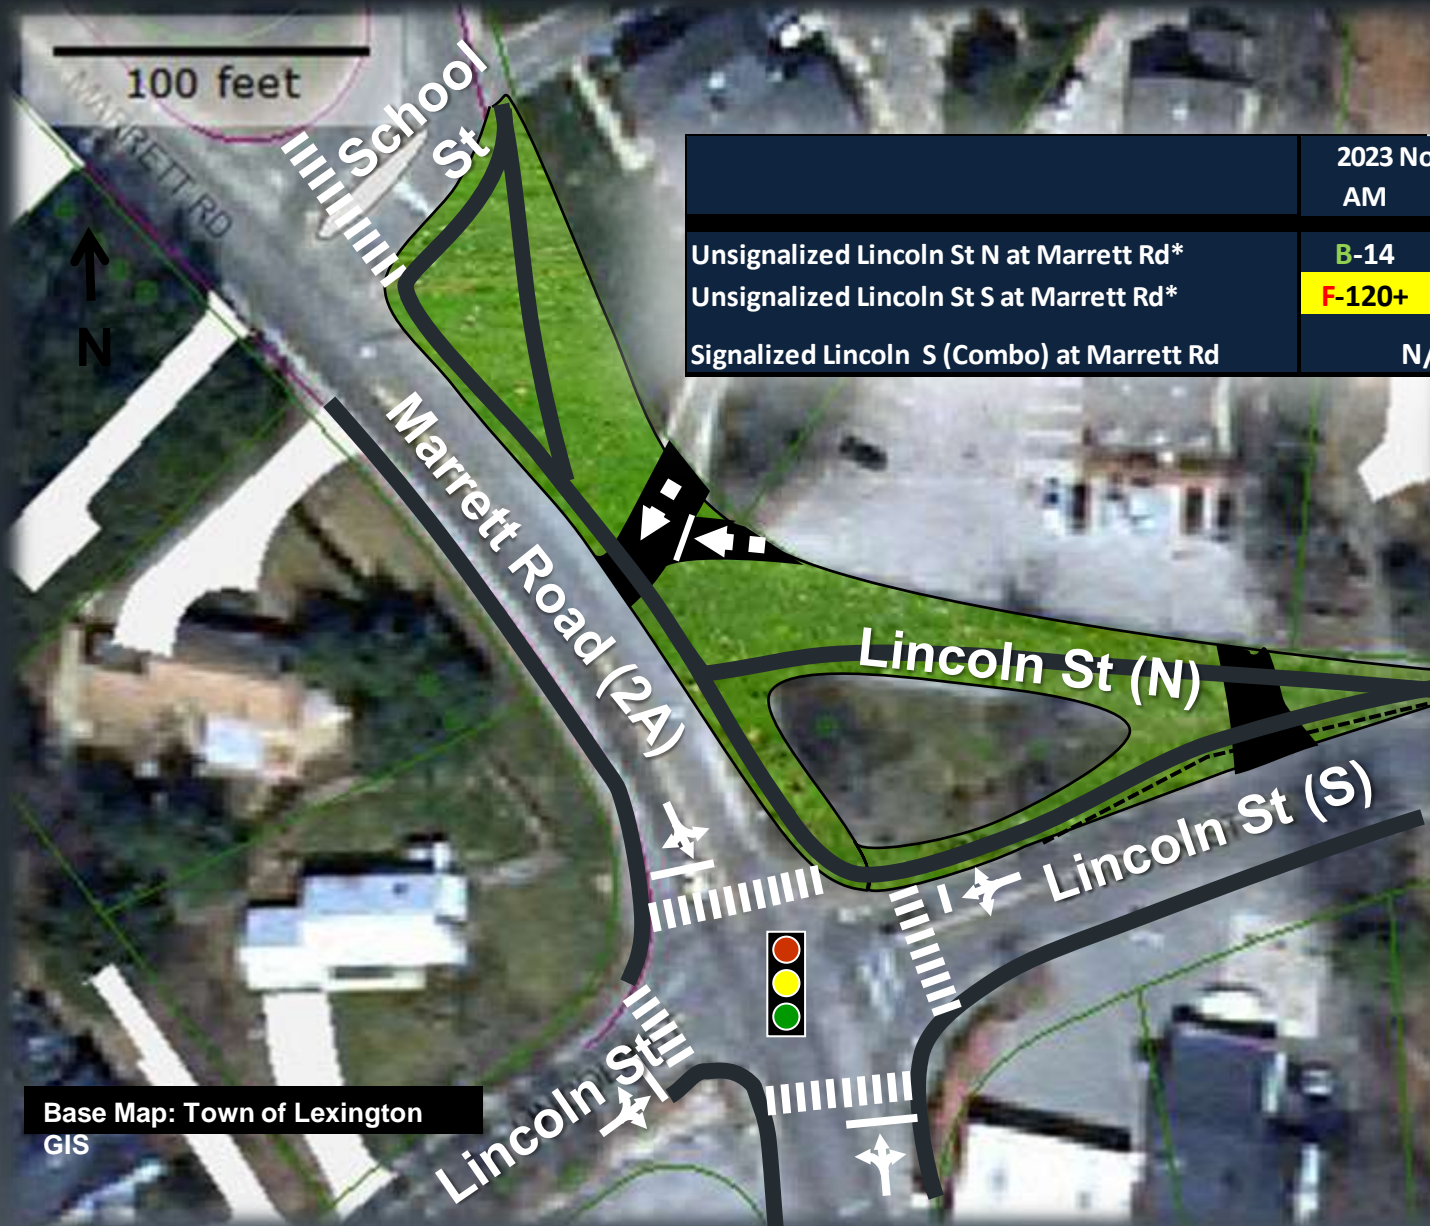 100 feet
School
St
MARRETT RD
2023 No
AM
Unsignalized Lincoln St N at Marrett Rd* B-14
Unsignalized Lincoln St S at Marrett Rd* F-120+
Signalized Lincoln S (Combo) at Marrett Rd N/
N
Marrett Road (2A)
Lincoln St (N)
Lincoln St (S)
Lincoln St
Base Map: Town of Lexington
GIS